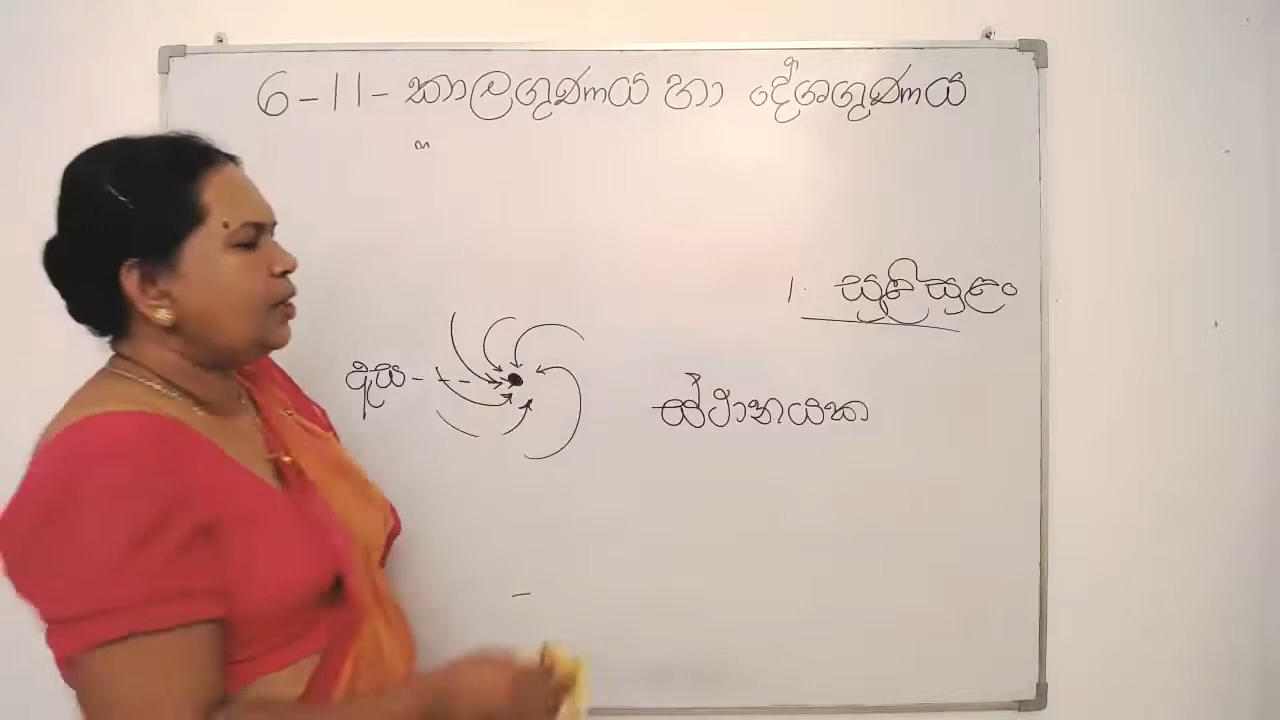 6-11- කාලගුණය හා දේශගුණය
1. සුළිසුළං
ඇස
ස්ථානයක